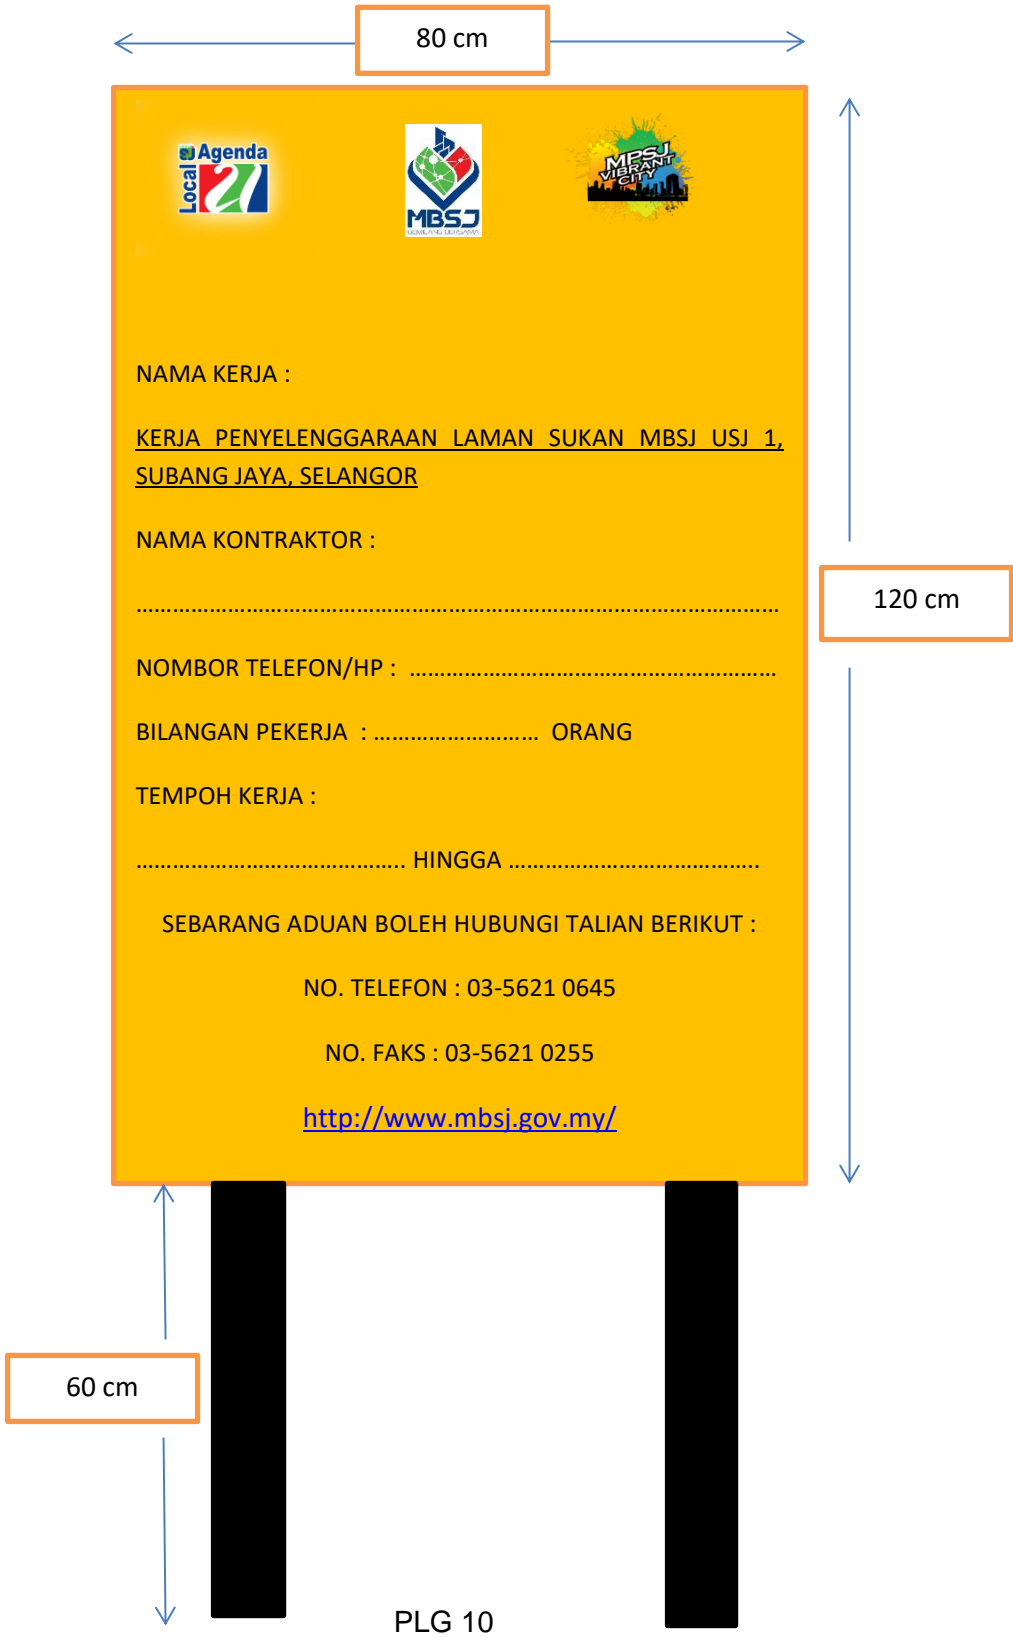 80 cm
Local Agenda 21
MBSJ
GEMILANG BERSAMA
MPSJ
VIBRANT
CITY
NAMA KERJA :
KERJA PENYELENGGARAAN LAMAN SUKAN MBSJ USJ 1,
SUBANG JAYA, SELANGOR
NAMA KONTRAKTOR :
……………………………………………………………………………………………
120 cm
NOMBOR TELEFON/HP : ……………………………………………………
BILANGAN PEKERJA : ……………………… ORANG
TEMPOH KERJA :
…………………………………….. HINGGA …………………………………..
SEBARANG ADUAN BOLEH HUBUNGI TALIAN BERIKUT :
NO. TELEFON : 03-5621 0645
NO. FAKS : 03-5621 0255
http://www.mbsj.gov.my/
60 cm
PLG 10